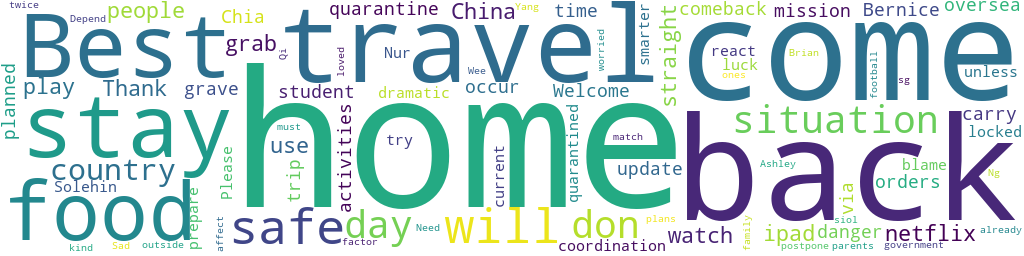 twice
Depend
people
Chia
quarantine
China
Yang
time
comeback
mission
Bernice
oversea
Best
travel
come
grab
Qi
Nur
loved
Wee
worried
smarter
straight
react
luck
ones
Brian
football
sg
unless
planned
play
Thank
grave
student
dramatic
occur
Welcome
situation
carry
locked
stay
home
back
must
try
match
use
activities
country
Solehin
trip
current
quarantined
update
Ashley
blame
orders
Ng
food
prepare
Please
safe
day
will
don
via
affect
factor
Need
coordination
watch
plans
family
ipad
danger
siol
netflix
already
kind
Sad
outside
postpone
parents
government